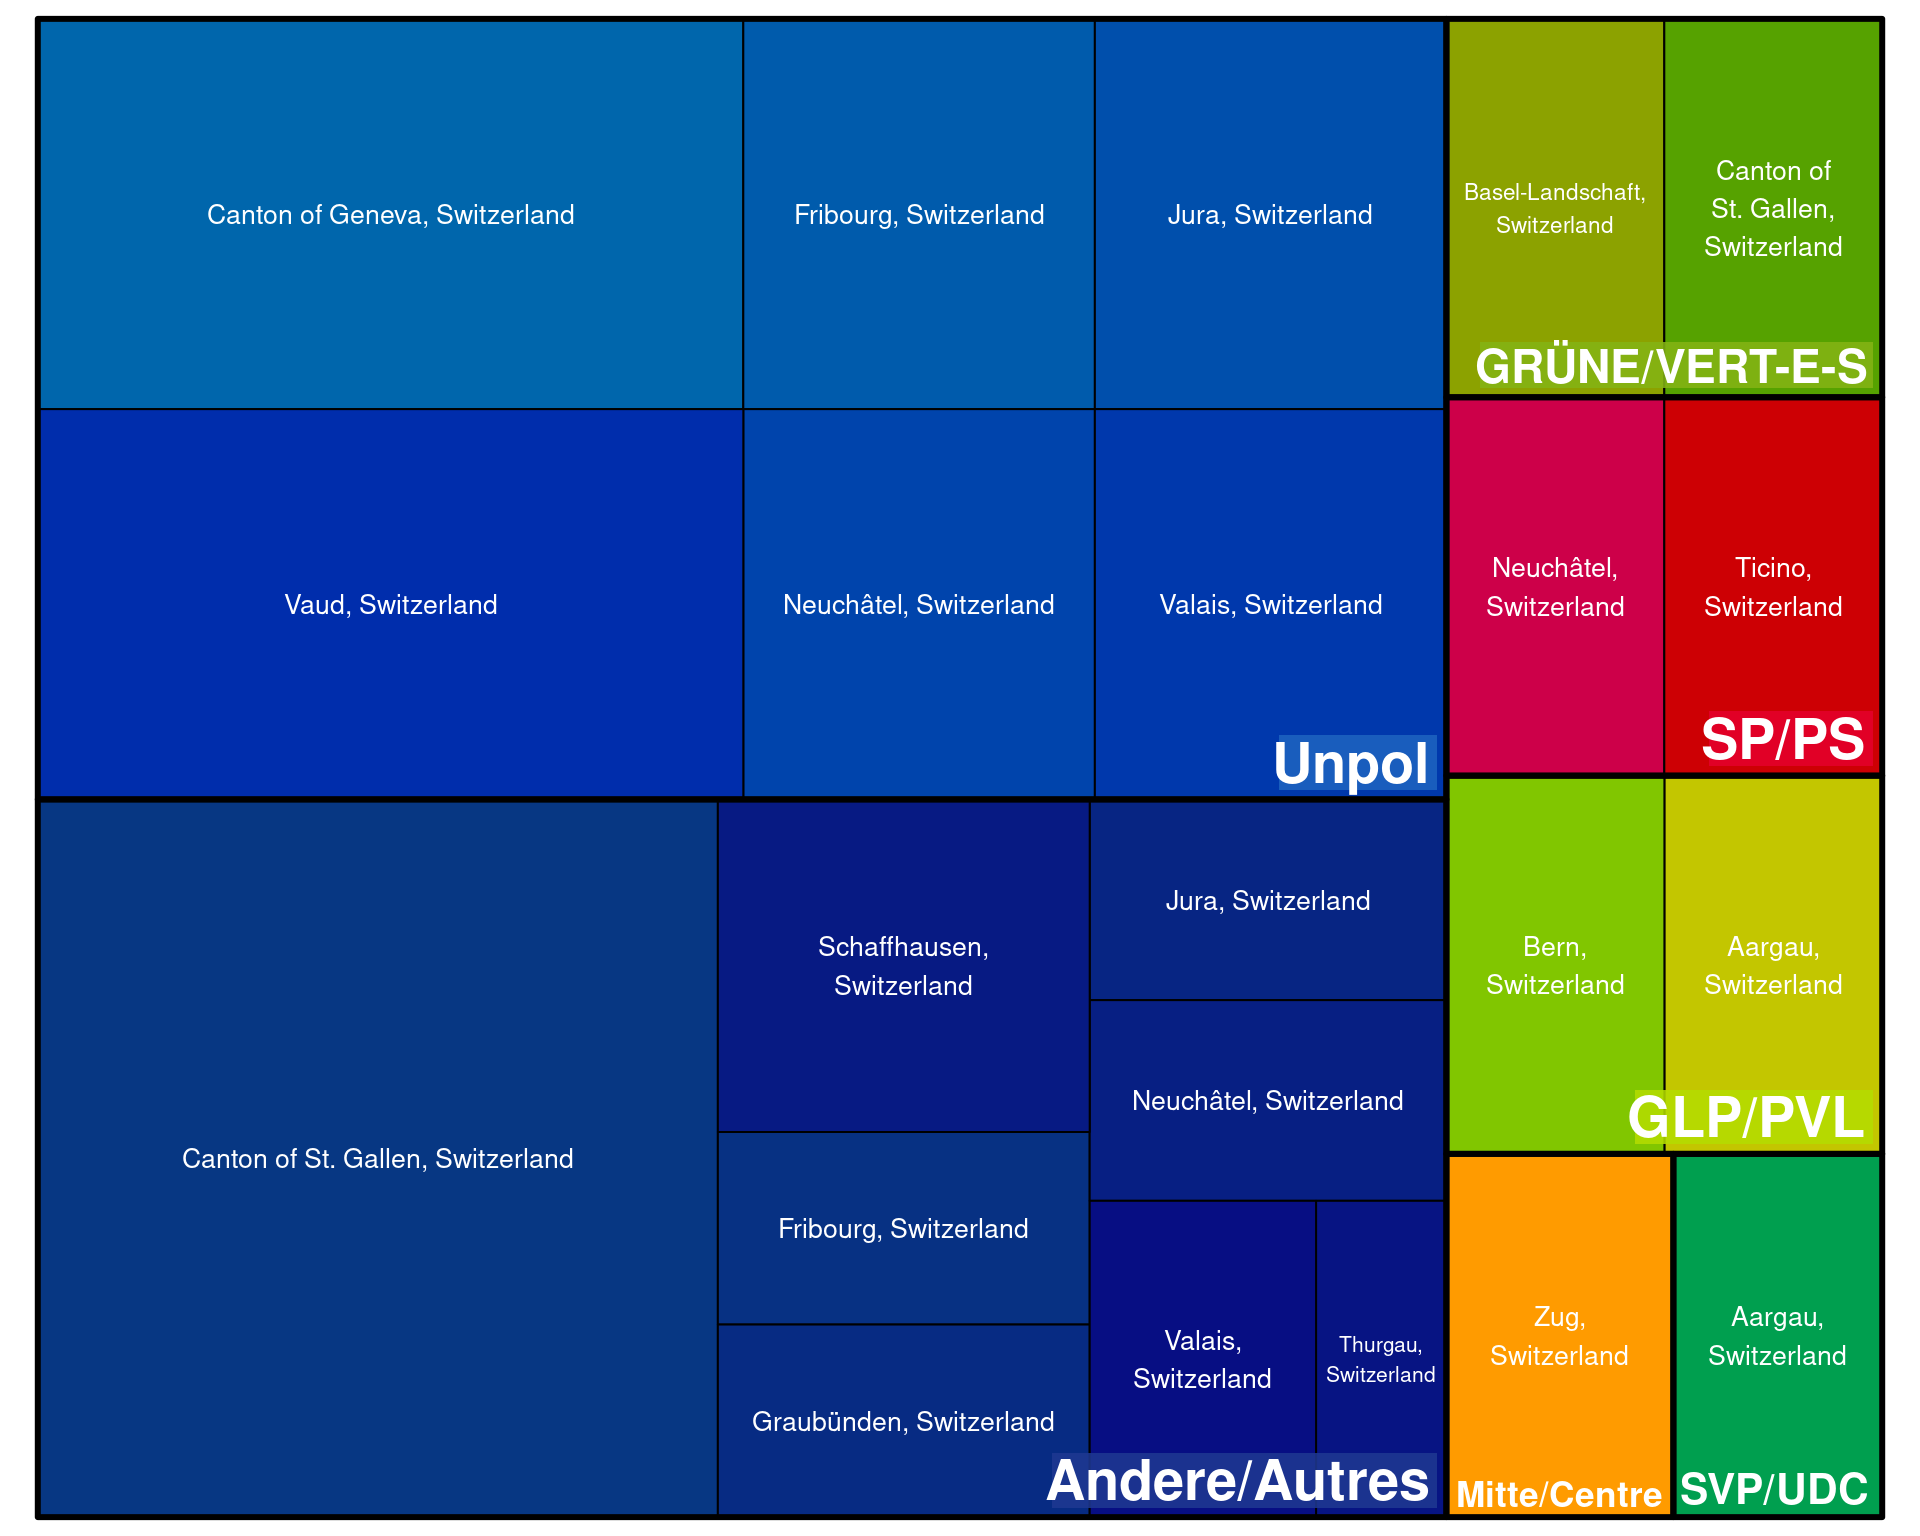 Canton of Geneva, Switzerland
Fribourg, Switzerland
Jura, Switzerland
Vaud, Switzerland
Neuchâtel, Switzerland
Valais, Switzerland
Unpol
Basel-Landschaft,
Switzerland
Canton of
St. Gallen,
Switzerland
GRÜNE/VERT-E-S
Neuchâtel,
Switzerland
Ticino,
Switzerland
SP/PS
Canton of St. Gallen, Switzerland
Schaffhausen,
Switzerland
Fribourg, Switzerland
Graubünden, Switzerland
Jura, Switzerland
Neuchâtel, Switzerland
Valais,
Switzerland
Thurgau,
Switzerland
Andere/Autres
Bern,
Switzerland
Aargau,
Switzerland
GLP/PVL
Zug,
Switzerland
Mitte/Centre
Aargau,
Switzerland
SVP/UDC